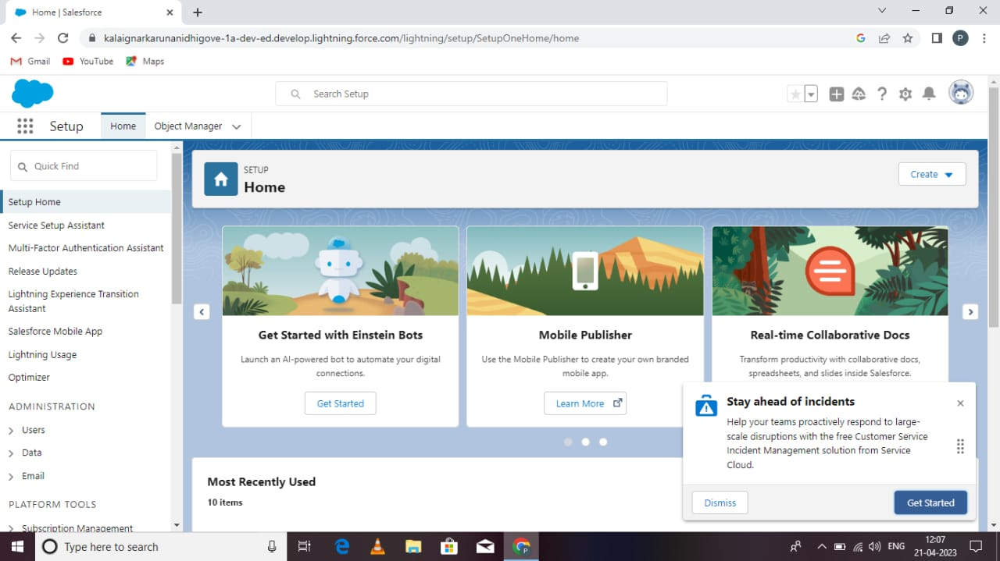 Home | Salesforce
kalaignarkarunanidhigove-1a-dev-ed.develop.lightning.force.com/lightning/setup/SetupOneHome/home
P
Gmail YouTube Maps
Search Setup
Setup Home Object Manager
Quick Find
Setup Home
Service Setup Assistant
Multi-Factor Authentication Assistant
Release Updates
Lightning Experience Transition
Assistant
Salesforce Mobile App
Lightning Usage
Optimizer
ADMINISTRATION
Users
Data
Email
PLATFORM TOOLS
Subscription Management
SETUP
Home
Create
Get Started with Einstein Bots
Launch an AI-powered bot to automate your digital
connections.
Get Started
Mobile Publisher
Use the Mobile Publisher to create your own branded
mobile app.
Learn More
Real-time Collaborative Docs
Transform productivity with collaborative docs,
spreadsheets, and slides inside Salesforce.
Most Recently Used
10 items
Stay ahead of incidents
Help your teams proactively respond to large-
scale disruptions with the free Customer Service
Incident Management solution from Service
Cloud.
Dismiss
Get Started
Type here to search
P
ENG
12:07
21-04-2023